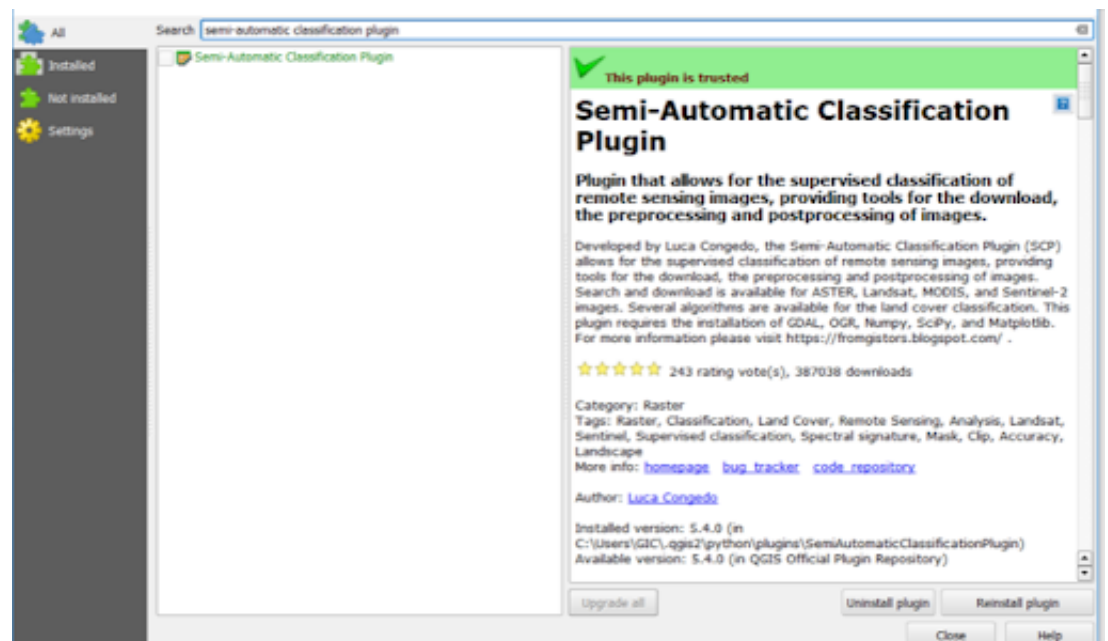 All
Search semi-automatic classification plugin
Installed
Not installed
Settings
Semi-Automatic Classification Plugin
This plugin is trusted
Semi-Automatic Classification
Plugin
Plugin that allows for the supervised classification of
remote sensing images, providing tools for the download,
the preprocessing and postprocessing of images.
Developed by Luca Congedo, the Semi-Automatic Classification Plugin (SCP)
allows for the supervised classification of remote sensing images, providing
tools for the download, the preprocessing and postprocessing of images.
Search and download is available for ASTER, Landsat, MODIS, and Sentinel-2
images. Several algorithms are available for the land cover classification. This
plugin requires the installation of GDAL, OGR, Numpy, SciPy, and Matplotlib.
For more information please visit https://fromgistors.blogspot.com/ .
243 rating vote(s), 387038 downloads
Category: Raster
Tags: Raster, Classification, Land Cover, Remote Sensing, Analysis, Landsat,
Sentinel, Supervised classification, Spectral signature, Mask, Clip, Accuracy,
Landscape
More info: homepage bug tracker code repository
Author: Luca Congedo
Installed version: 5.4.0 (in
C:\Users\GIC\.qgis2\python\plugins\SemiAutomaticClassificationPlugin)
Available version: 5.4.0 (in QGIS Official Plugin Repository)
Upgrade all
Uninstall plugin
Reinstall plugin
Close
Help